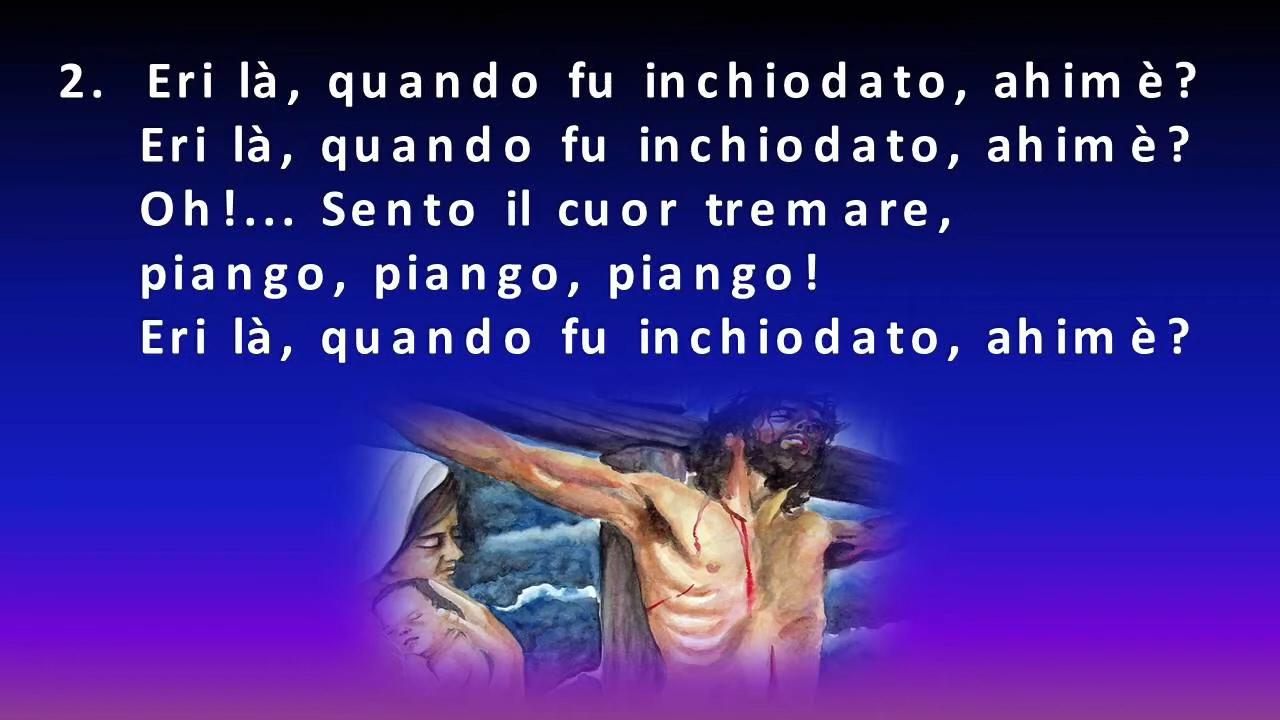 2. Eri là, quando fu inchiodato, ahimè?
Eri là, quando fu inchiodato, ahimè?
Oh!... Sento il cuor tremare,
piango, piango, piango!
Eri là, quando fu inchiodato, ahimè?